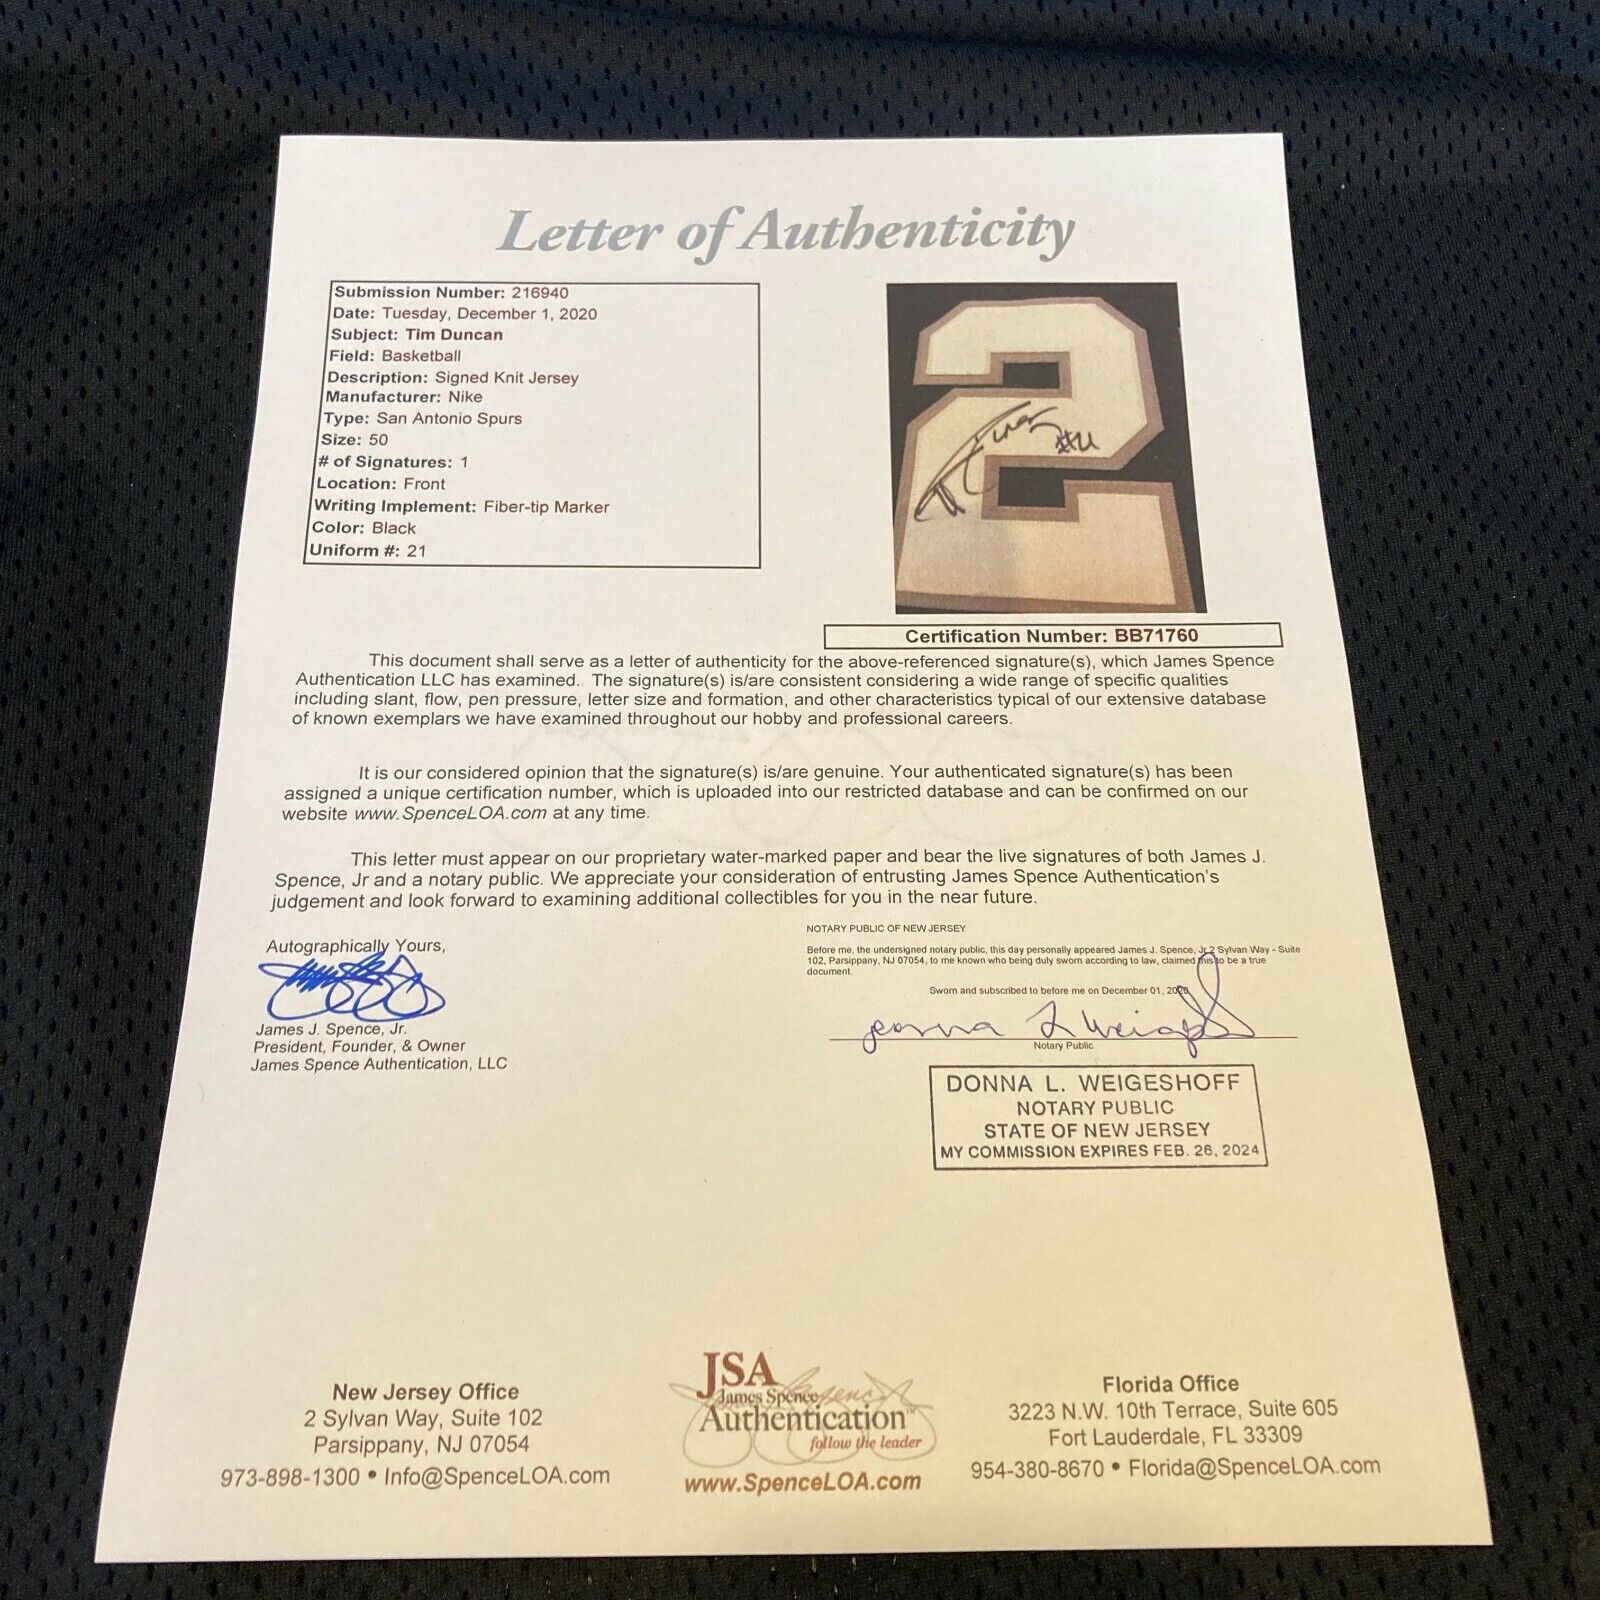 Letter of Authenticity
Submission Number: 216940
Date: Tuesday, December 1, 2020
Subject: Tim Duncan
Field: Basketball
Description: Signed Knit Jersey
Manufacturer: Nike
Type: San Antonio Spurs
Size: 50
# of Signatures: 1
Location: Front
Writing Implement: Fiber-tip Marker
Color: Black
Uniform #: 21
2
#21
Certification Number: BB71760
This document shall serve as a letter of authenticity for the above-referenced signature(s), which James Spence
Authentication LLC has examined. The signature(s) is/are consistent considering a wide range of specific qualities
including slant, flow, pen pressure, letter size and formation, and other characteristics typical of our extensive database
of known exemplars we have examined throughout our hobby and professional careers.
It is our considered opinion that the signature(s) is/are genuine. Your authenticated signature(s) has been
assigned a unique certification number, which is uploaded into our restricted database and can be confirmed on our
website www.SpenceLOA.com at any time.
This letter must appear on our proprietary water-marked paper and bear the live signatures of both James J.
Spence, Jr and a notary public. We appreciate your consideration of entrusting James Spence Authentication's
judgement and look forward to examining additional collectibles for you in the near future.
Autographically Yours,
James J. Spence, Jr.
President, Founder, & Owner
James Spence Authentication, LLC
NOTARY PUBLIC OF NEW JERSEY
Before me, the undersigned notary public, this day personally appeared James J. Spence, Jr 2 Sylvan Way - Suite
102, Parsippany, NJ 07054, to me known who being duly sworn according to law, claimed this to be a true
document.
Sworn and subscribed to before me on December 01, 2020
Notary Public
DONNA L. WEIGESHOFF
NOTARY PUBLIC
STATE OF NEW JERSEY
MY COMMISSION EXPIRES FEB. 26, 2024
New Jersey Office
2 Sylvan Way, Suite 102
Parsippany, NJ 07054
973-898-1300 • Info@SpenceLOA.com
JSA
James Spence
Authentication™
follow the leader
www.SpenceLOA.com
Florida Office
3223 N.W. 10th Terrace, Suite 605
Fort Lauderdale, FL 33309
954-380-8670 • Florida@SpenceLOA.com